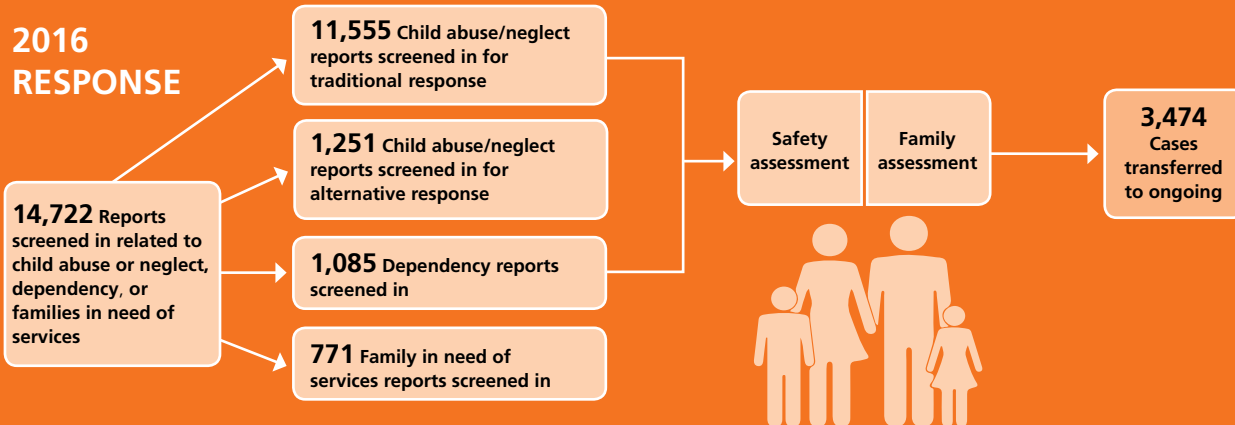 2016
RESPONSE
14,722 Reports
screened in related to
child abuse or neglect,
dependency, or
families in need of
services
11,555 Child abuse/neglect
reports screened in for
traditional response
1,251 Child abuse/neglect
reports screened in for
alternative response
1,085 Dependency reports
screened in
771 Family in need of
services reports screened in
Safety
assessment
Family
assessment
3,474
Cases
transferred
to ongoing